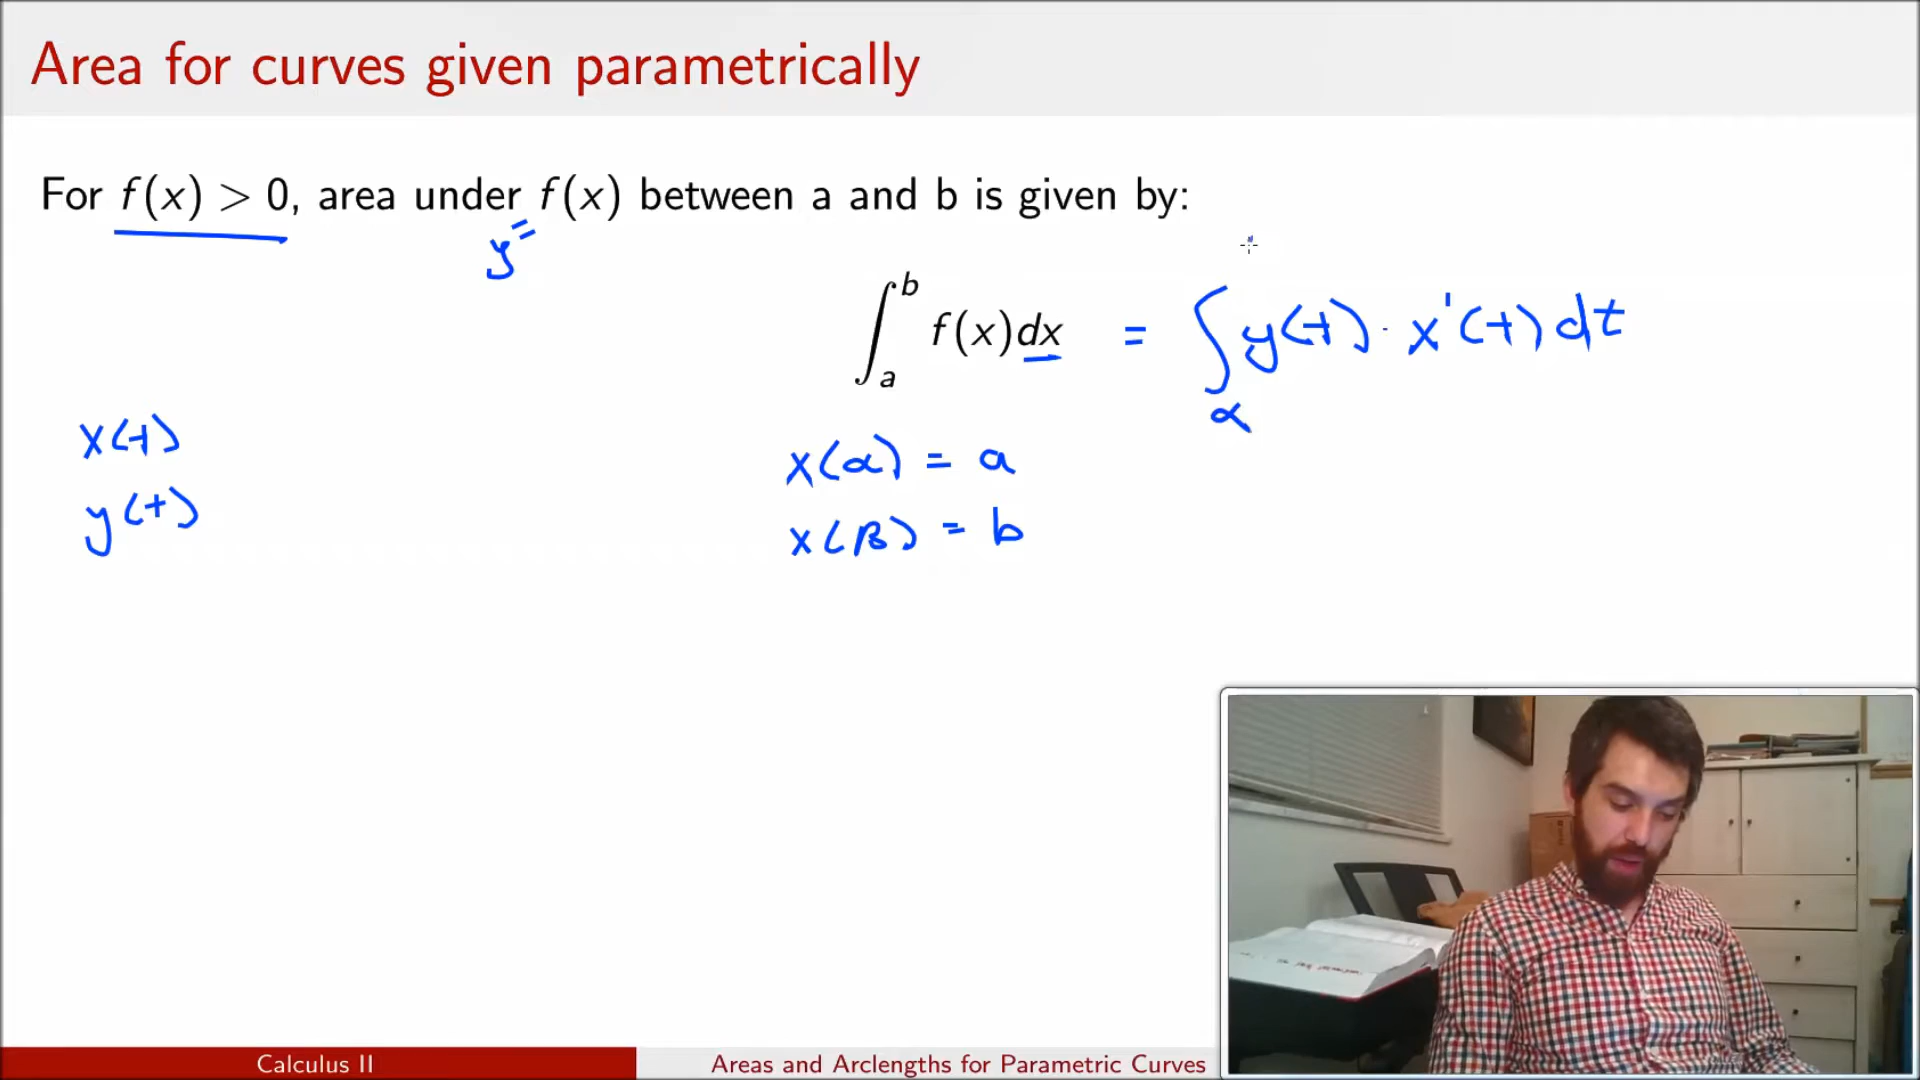 Area for curves given parametrically
For f(x) > 0, area under f(x) between a and b is given by:
y =
∫_a^b f(x)dx = ∫_α y(t) · x'(t) dt
x(t)
y(t)
x(α) = a
x(β) = b
Calculus II
Areas and Arclengths for Parametric Curves